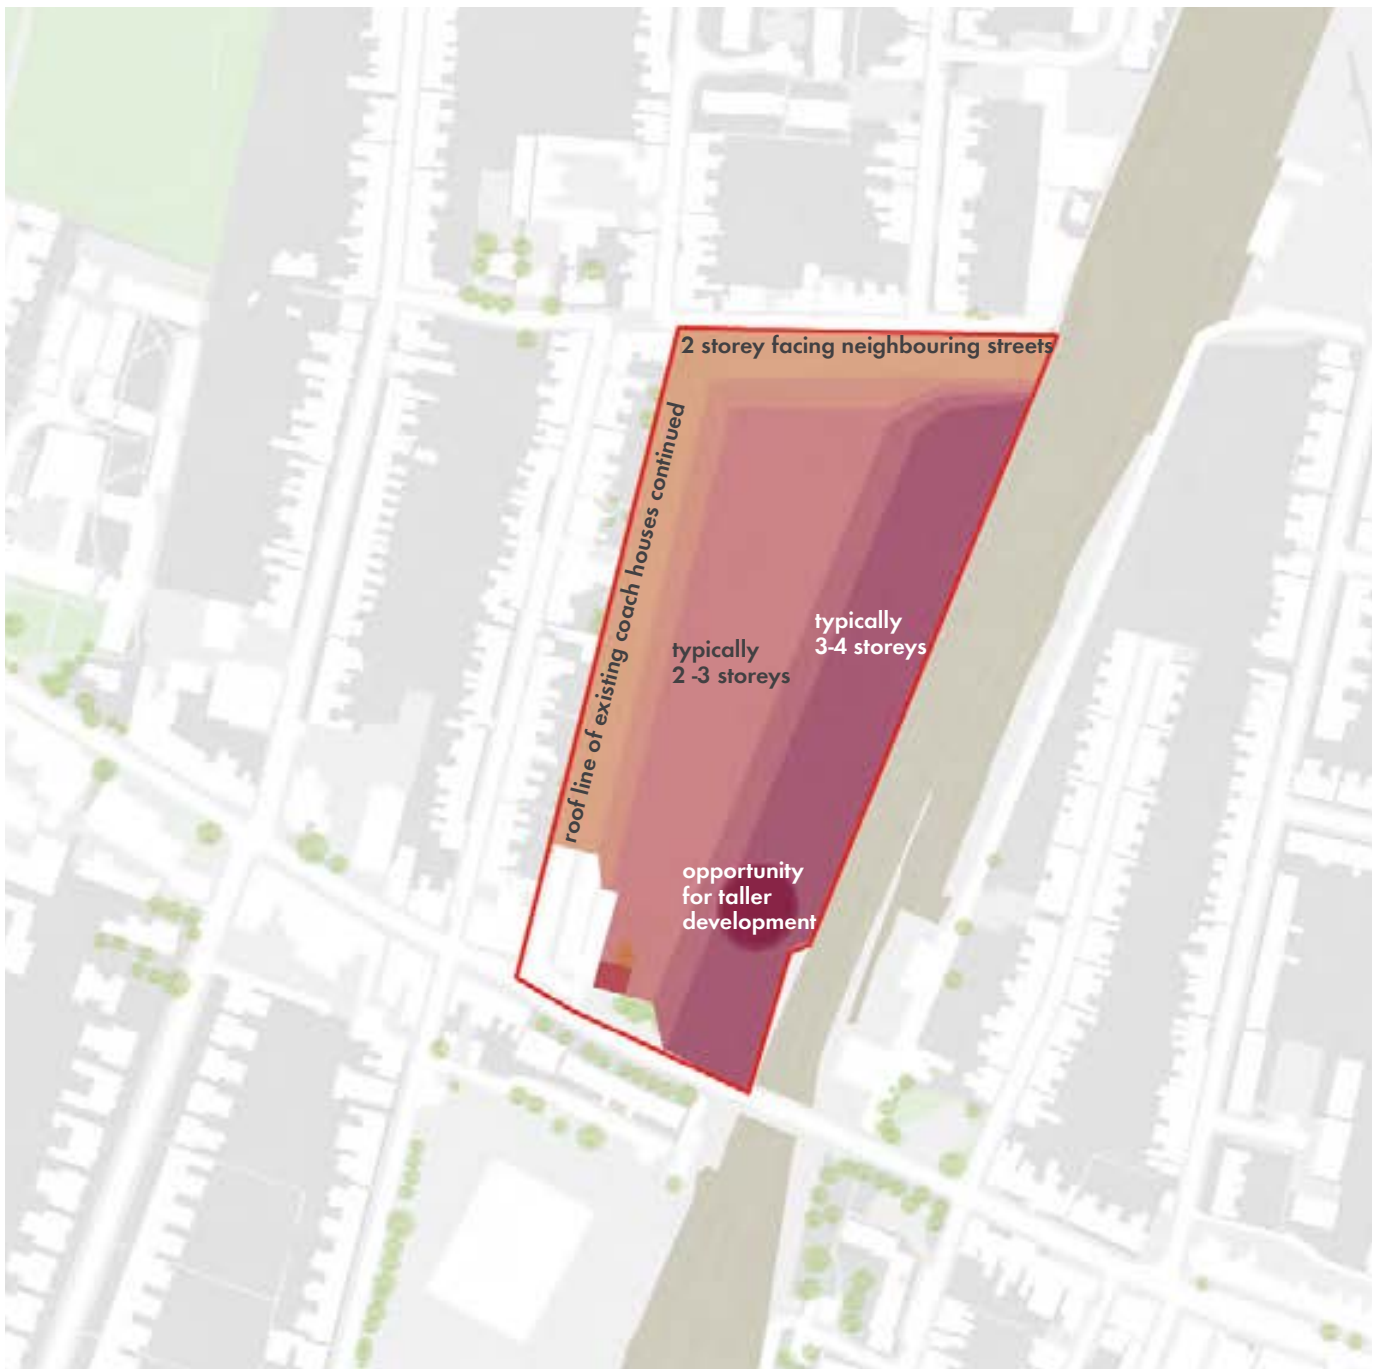 2 storey facing neighbouring streets
roof line of existing coach houses continued
typically
2 -3 storeys
typically
3-4 storeys
opportunity
for taller
development